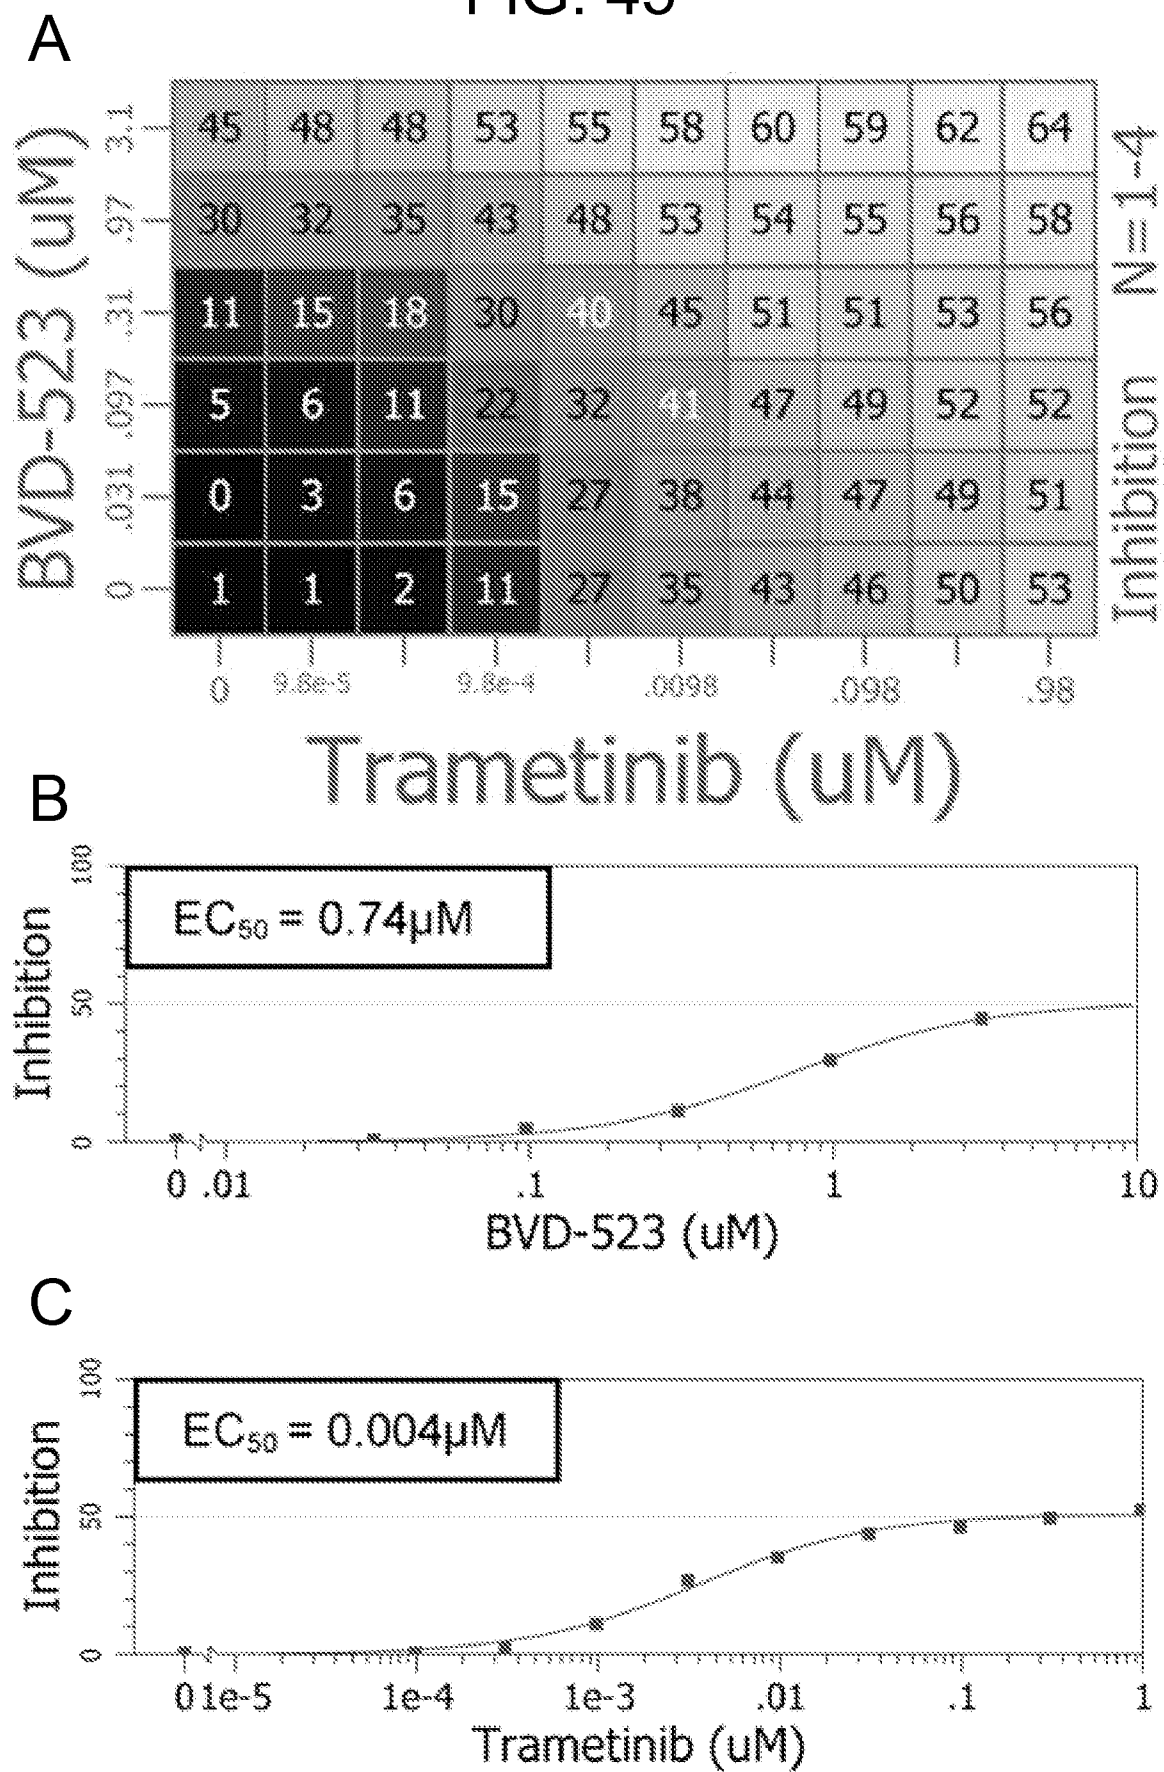 FIG. 43
A
BVD-523 (uM)
3.1 45 48 48 53 55 58 60 59 62 64
.97 30 32 35 43 48 53 54 55 56 58
.31 11 15 18 30 40 45 51 51 53 56
.097 5 6 11 22 32 41 47 49 52 52
.031 0 3 6 15 27 38 44 47 49 51
0 1 1 2 11 27 35 43 46 50 53
Inhibition N=1-4
0 9.8e-5 9.8e-4 .0098 .098 .98
Trametinib (uM)
B
EC50 = 0.74µM
Inhibition
100
50
0
0 .01 .1 1 10
BVD-523 (uM)
C
EC50 = 0.004µM
Inhibition
100
50
0
0 1e-5 1e-4 1e-3 .01 .1 1
Trametinib (uM)